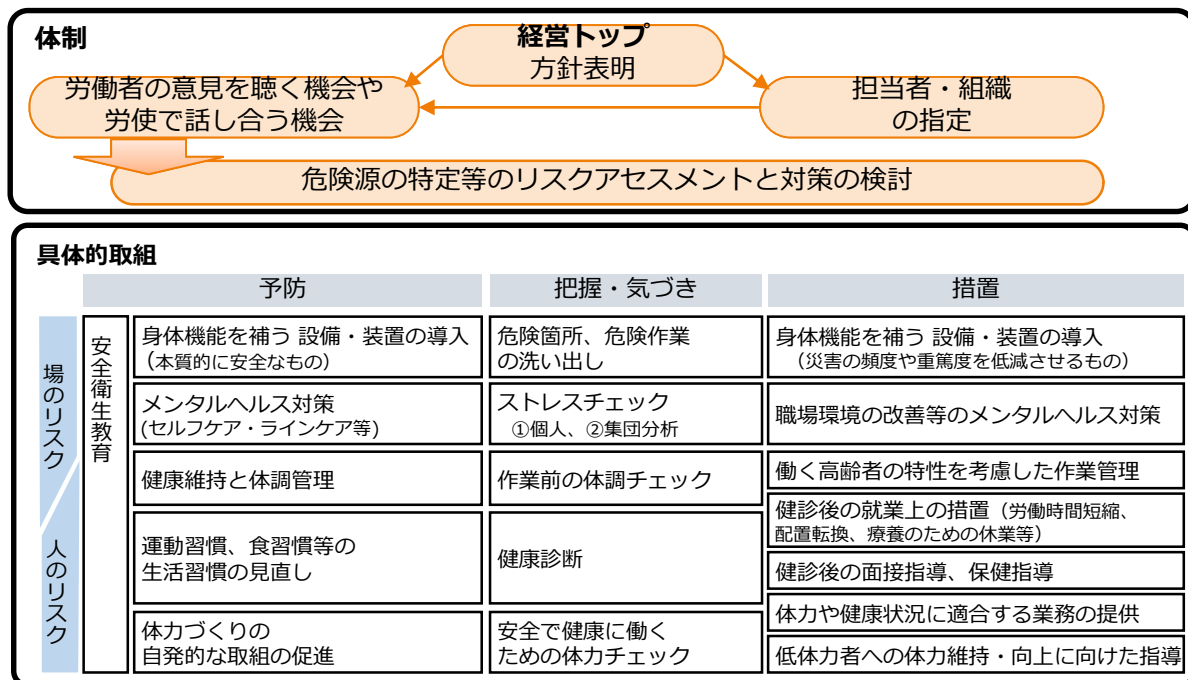 体制
経営トップ
方針表明
労働者の意見を聴く機会や
労使で話し合う機会
担当者・組織
の指定
危険源の特定等のリスクアセスメントと対策の検討
具体的取組
予防
把握・気づき
措置
場のリスク
人のリスク
安全衛生教育
身体機能を補う 設備・装置の導入
（本質的に安全なもの）
危険箇所、危険作業
の洗い出し
身体機能を補う 設備・装置の導入
（災害の頻度や重篤度を低減させるもの）
メンタルヘルス対策
(セルフケア・ラインケア等)
ストレスチェック
①個人、②集団分析
職場環境の改善等のメンタルヘルス対策
健康維持と体調管理
作業前の体調チェック
働く高齢者の特性を考慮した作業管理
運動習慣、食習慣等の
生活習慣の見直し
健康診断
健診後の就業上の措置（労働時間短縮、
配置転換、療養のための休業等）
健診後の面接指導、保健指導
体力づくりの
自発的な取組の促進
安全で健康に働く
ための体力チェック
体力や健康状況に適合する業務の提供
低体力者への体力維持・向上に向けた指導